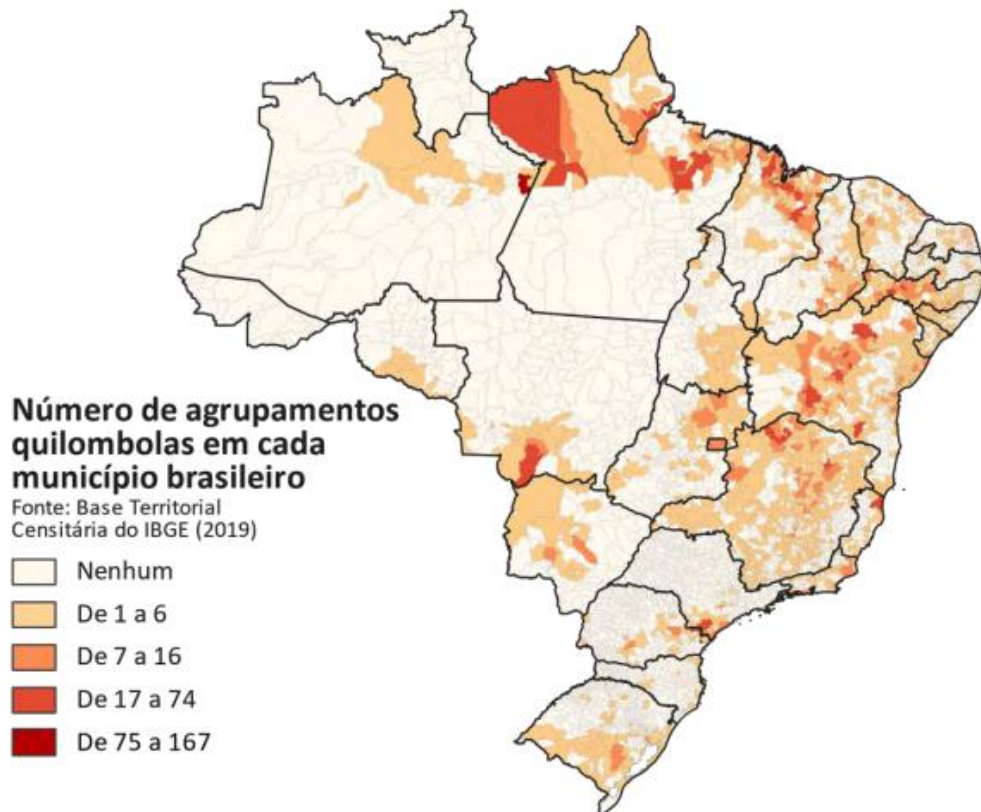 Número de agrupamentos
quilombolas em cada
município brasileiro
Fonte: Base Territorial
Censitária do IBGE (2019)
Nenhum
De 1 a 6
De 7 a 16
De 17 a 74
De 75 a 167